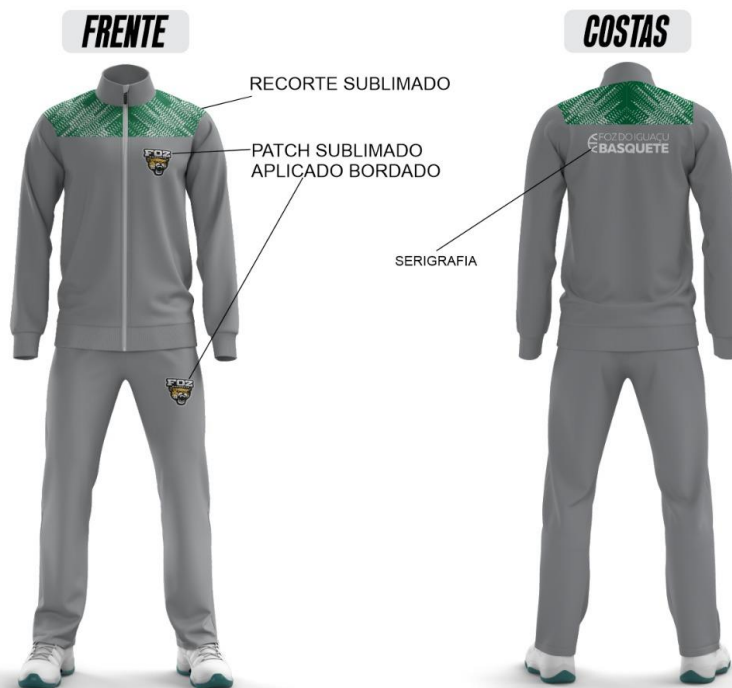 FRENTE
COSTAS
RECORTE SUBLIMADO
PATCH SUBLIMADO
APLICADO BORDADO
FOZ
FOZ DO IGUAÇU
BASQUETE
SERIGRAFIA
FOZ